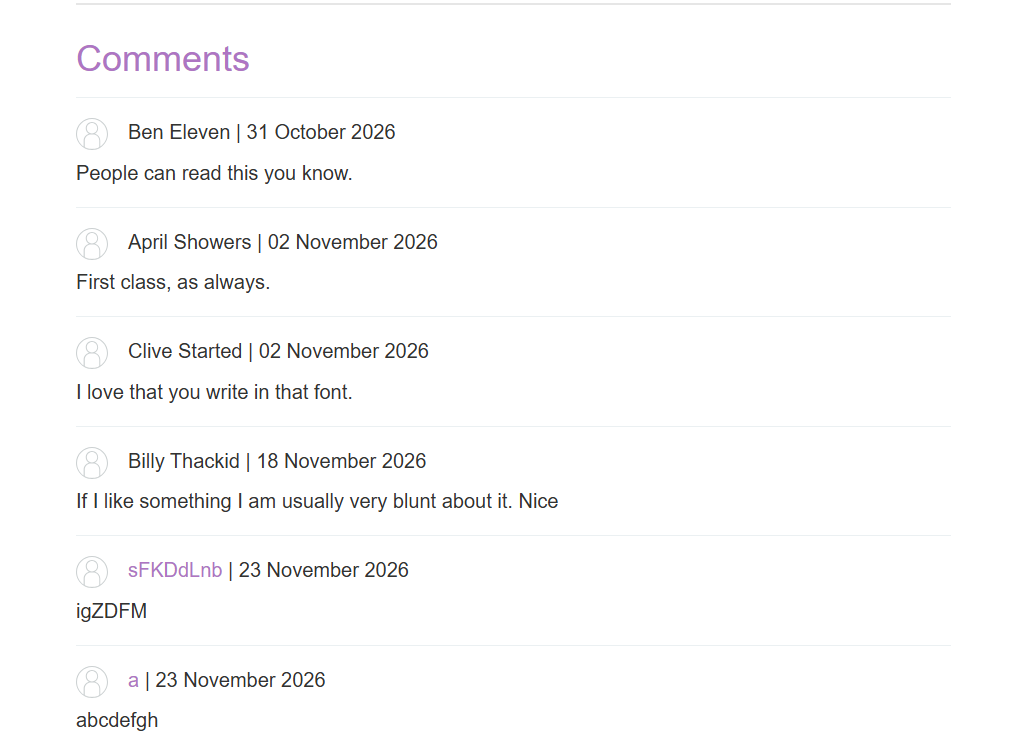 Comments
Ben Eleven | 31 October 2026
People can read this you know.
April Showers | 02 November 2026
First class, as always.
Clive Started | 02 November 2026
I love that you write in that font.
Billy Thackid | 18 November 2026
If I like something I am usually very blunt about it. Nice
sFKDdLnb | 23 November 2026
igZDFM
a | 23 November 2026
abcdefgh